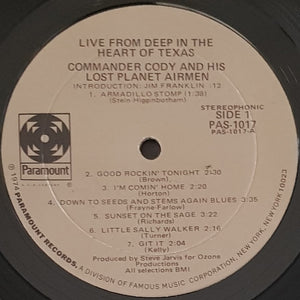 LIVE FROM DEEP IN THE
HEART OF TEXAS
COMMANDER CODY AND HIS
LOST PLANET AIRMEN
INTRODUCTION: JIM FRANKLIN :12
1. ARMADILLO STOMP (1:38)
(Stein-Higginbotham)
STEREOPHONIC
SIDE 1
PAS-1017
PAS-1017-A
Paramount
2. GOOD ROCKIN' TONIGHT 2:30
(Brown)
3. I'M COMIN' HOME 2:20
(Horton)
4. DOWN TO SEEDS AND STEMS AGAIN BLUES 3:35
(Frayne-Farlow)
5. SUNSET ON THE SAGE 3:22
(Richards)
6. LITTLE SALLY WALKER 2:26
(Turner)
7. GIT IT 2:04
(Kelly)
Produced by Steve Jarvis for Ozone
Productions
All selections BMI
℗1974 PARAMOUNT RECORDS, A DIVISION OF FAMOUS MUSIC CORPORATION, NEW YORK, NEW YORK 10023